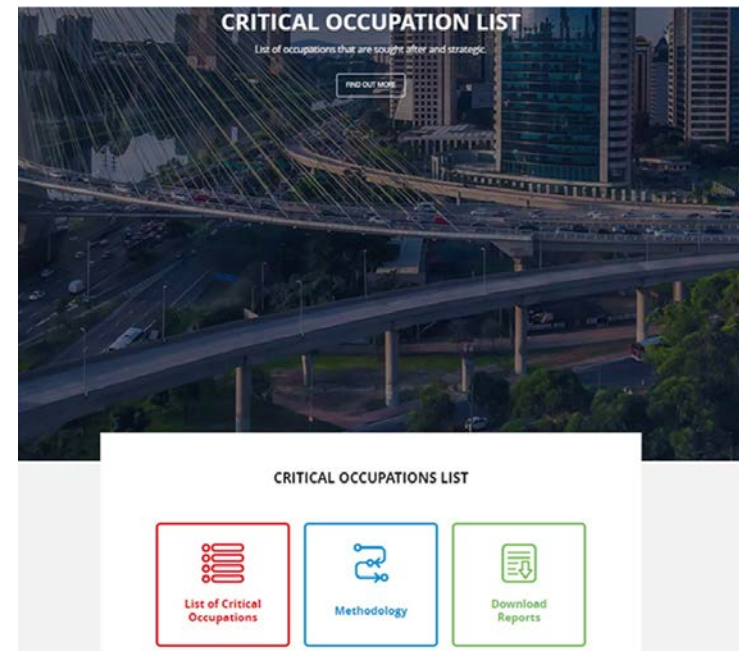 CRITICAL OCCUPATION LIST
List of occupations that are sought after and strategic.
FIND OUT MORE
CRITICAL OCCUPATIONS LIST
List of Critical
Occupations
Methodology
Download
Reports